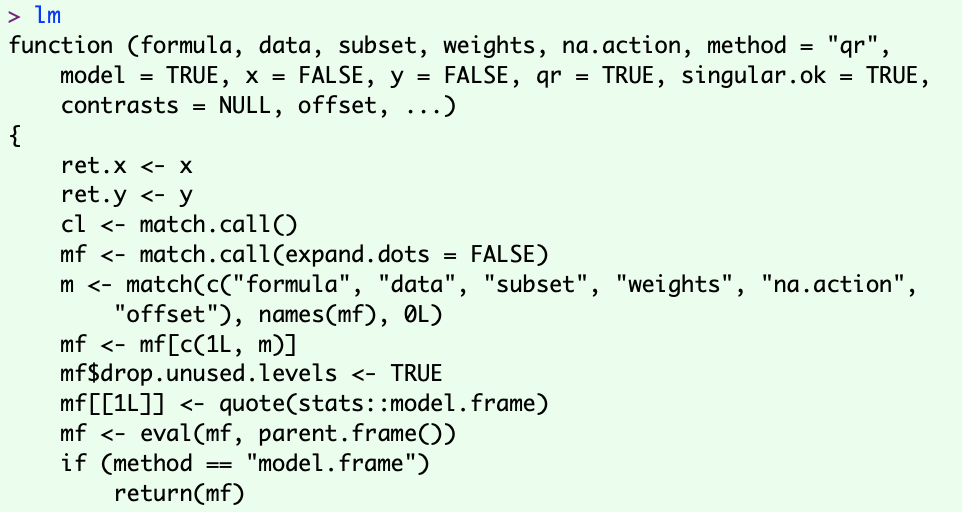 > lm
function (formula, data, subset, weights, na.action, method = "qr",
    model = TRUE, x = FALSE, y = FALSE, qr = TRUE, singular.ok = TRUE,
    contrasts = NULL, offset, ...)
{
    ret.x <- x
    ret.y <- y
    cl <- match.call()
    mf <- match.call(expand.dots = FALSE)
    m <- match(c("formula", "data", "subset", "weights", "na.action",
        "offset"), names(mf), 0L)
    mf <- mf[c(1L, m)]
    mf$drop.unused.levels <- TRUE
    mf[[1L]] <- quote(stats::model.frame)
    mf <- eval(mf, parent.frame())
    if (method == "model.frame")
        return(mf)